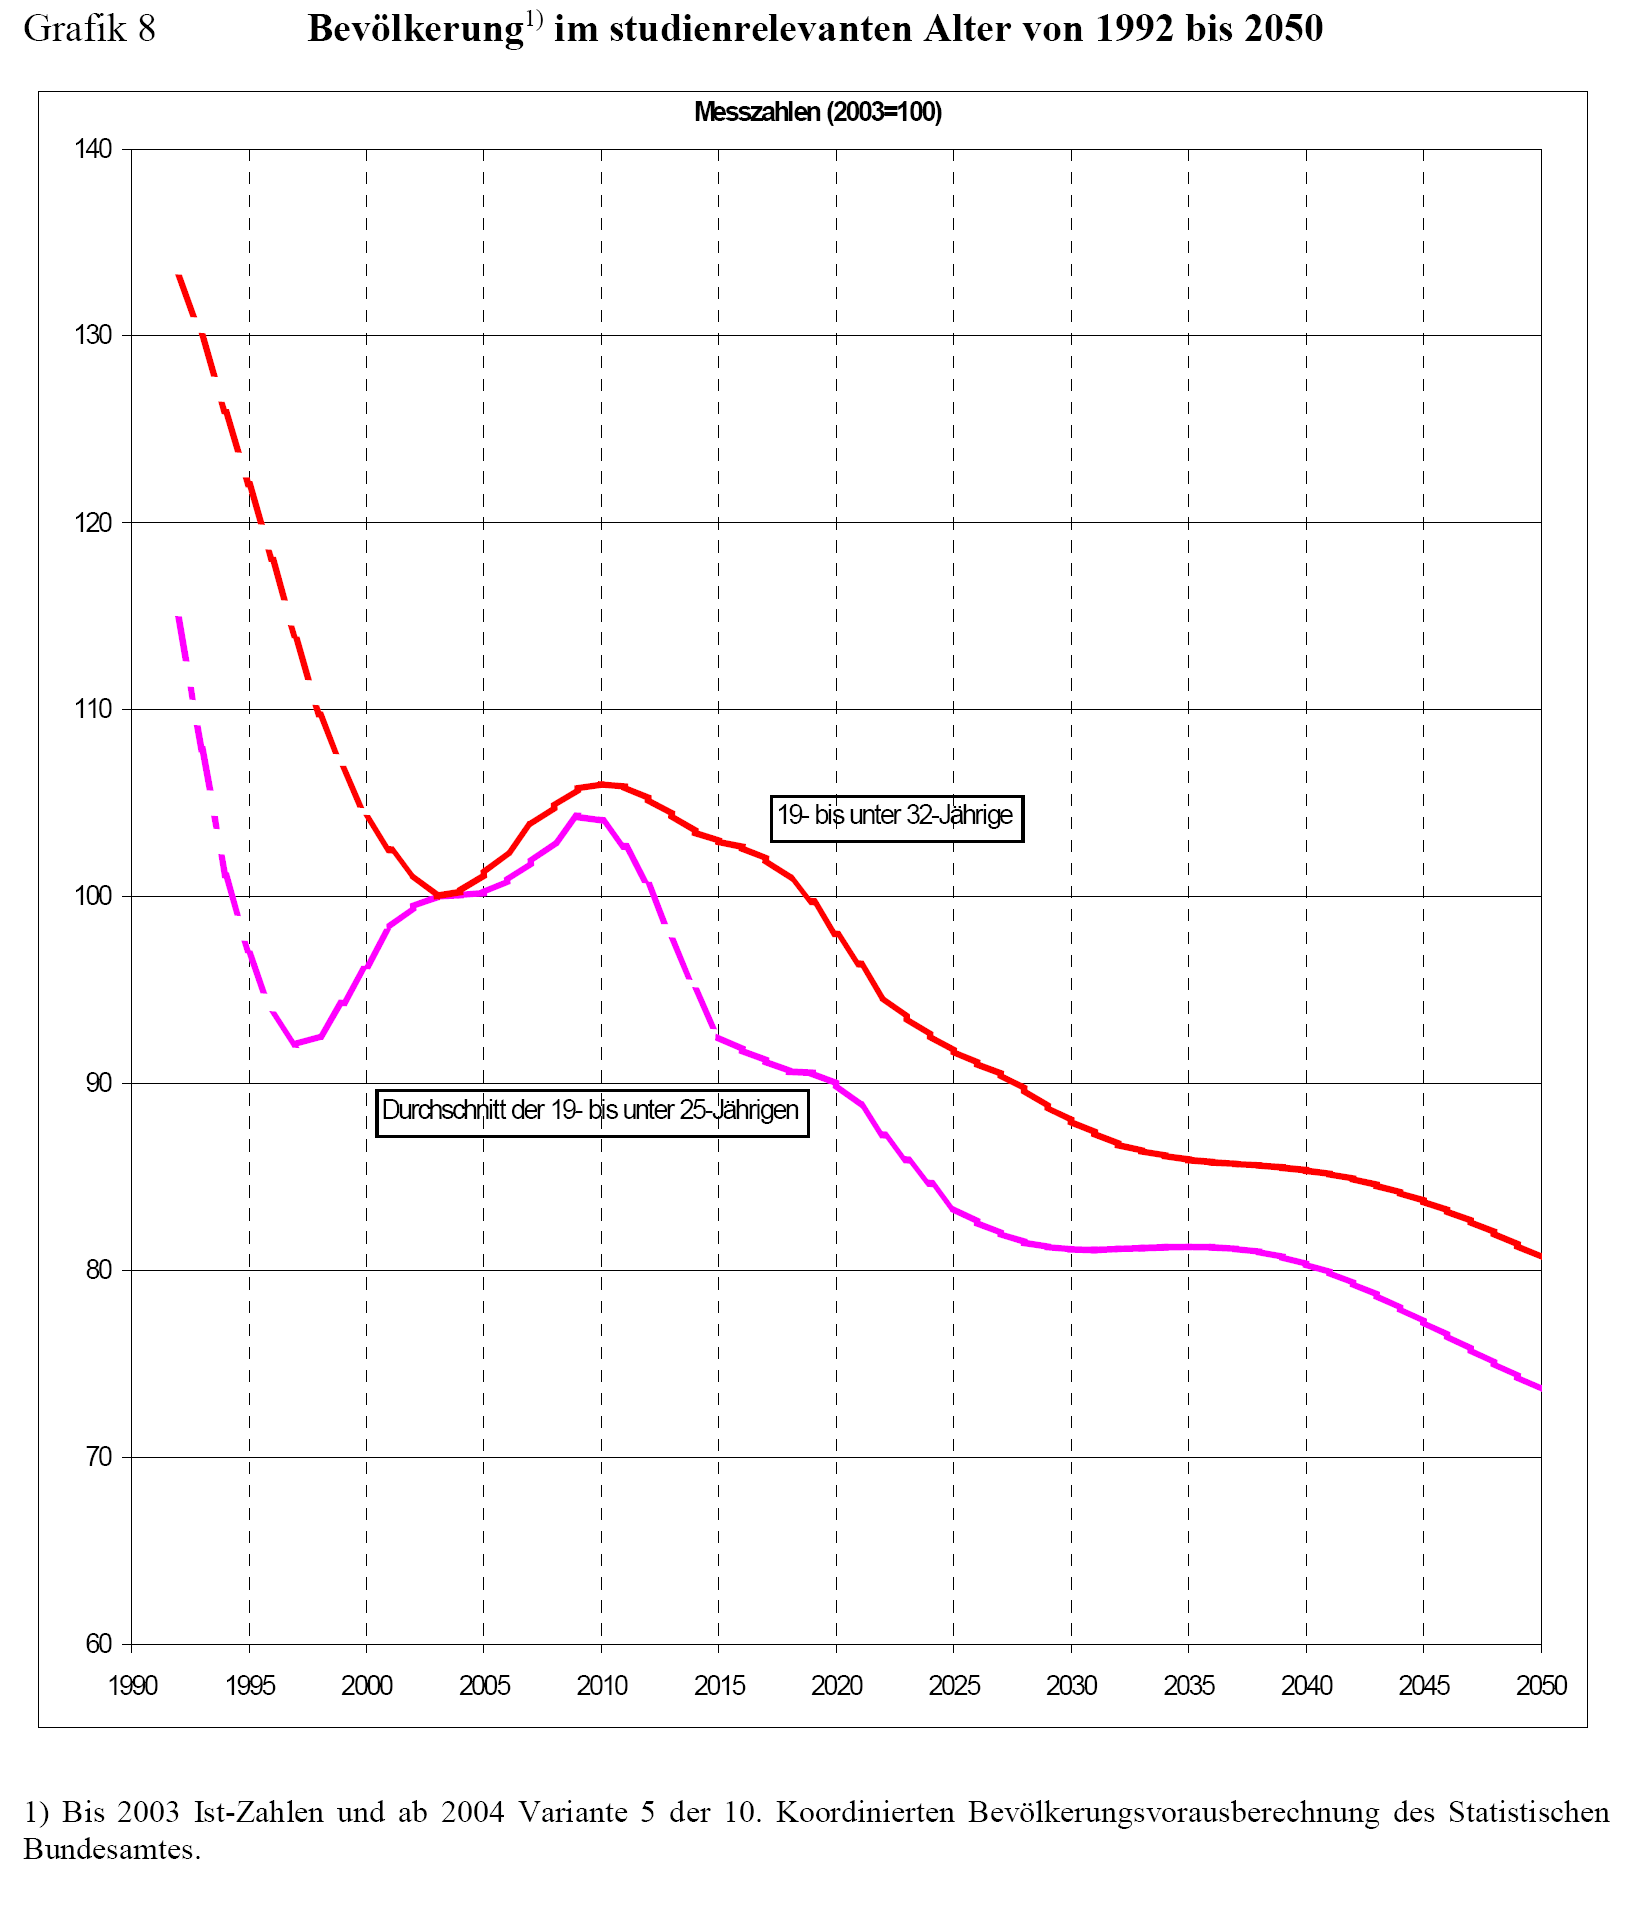 Grafik 8 Bevölkerung1) im studienrelevanten Alter von 1992 bis 2050
Messzahlen (2003=100)
140
130
120
110
19- bis unter 32-Jährige
100
90
Durchschnitt der 19- bis unter 25-Jährigen
80
70
60
1990 1995 2000 2005 2010 2015 2020 2025 2030 2035 2040 2045 2050
1) Bis 2003 Ist-Zahlen und ab 2004 Variante 5 der 10. Koordinierten Bevölkerungsvorausberechnung des Statistischen
Bundesamtes.